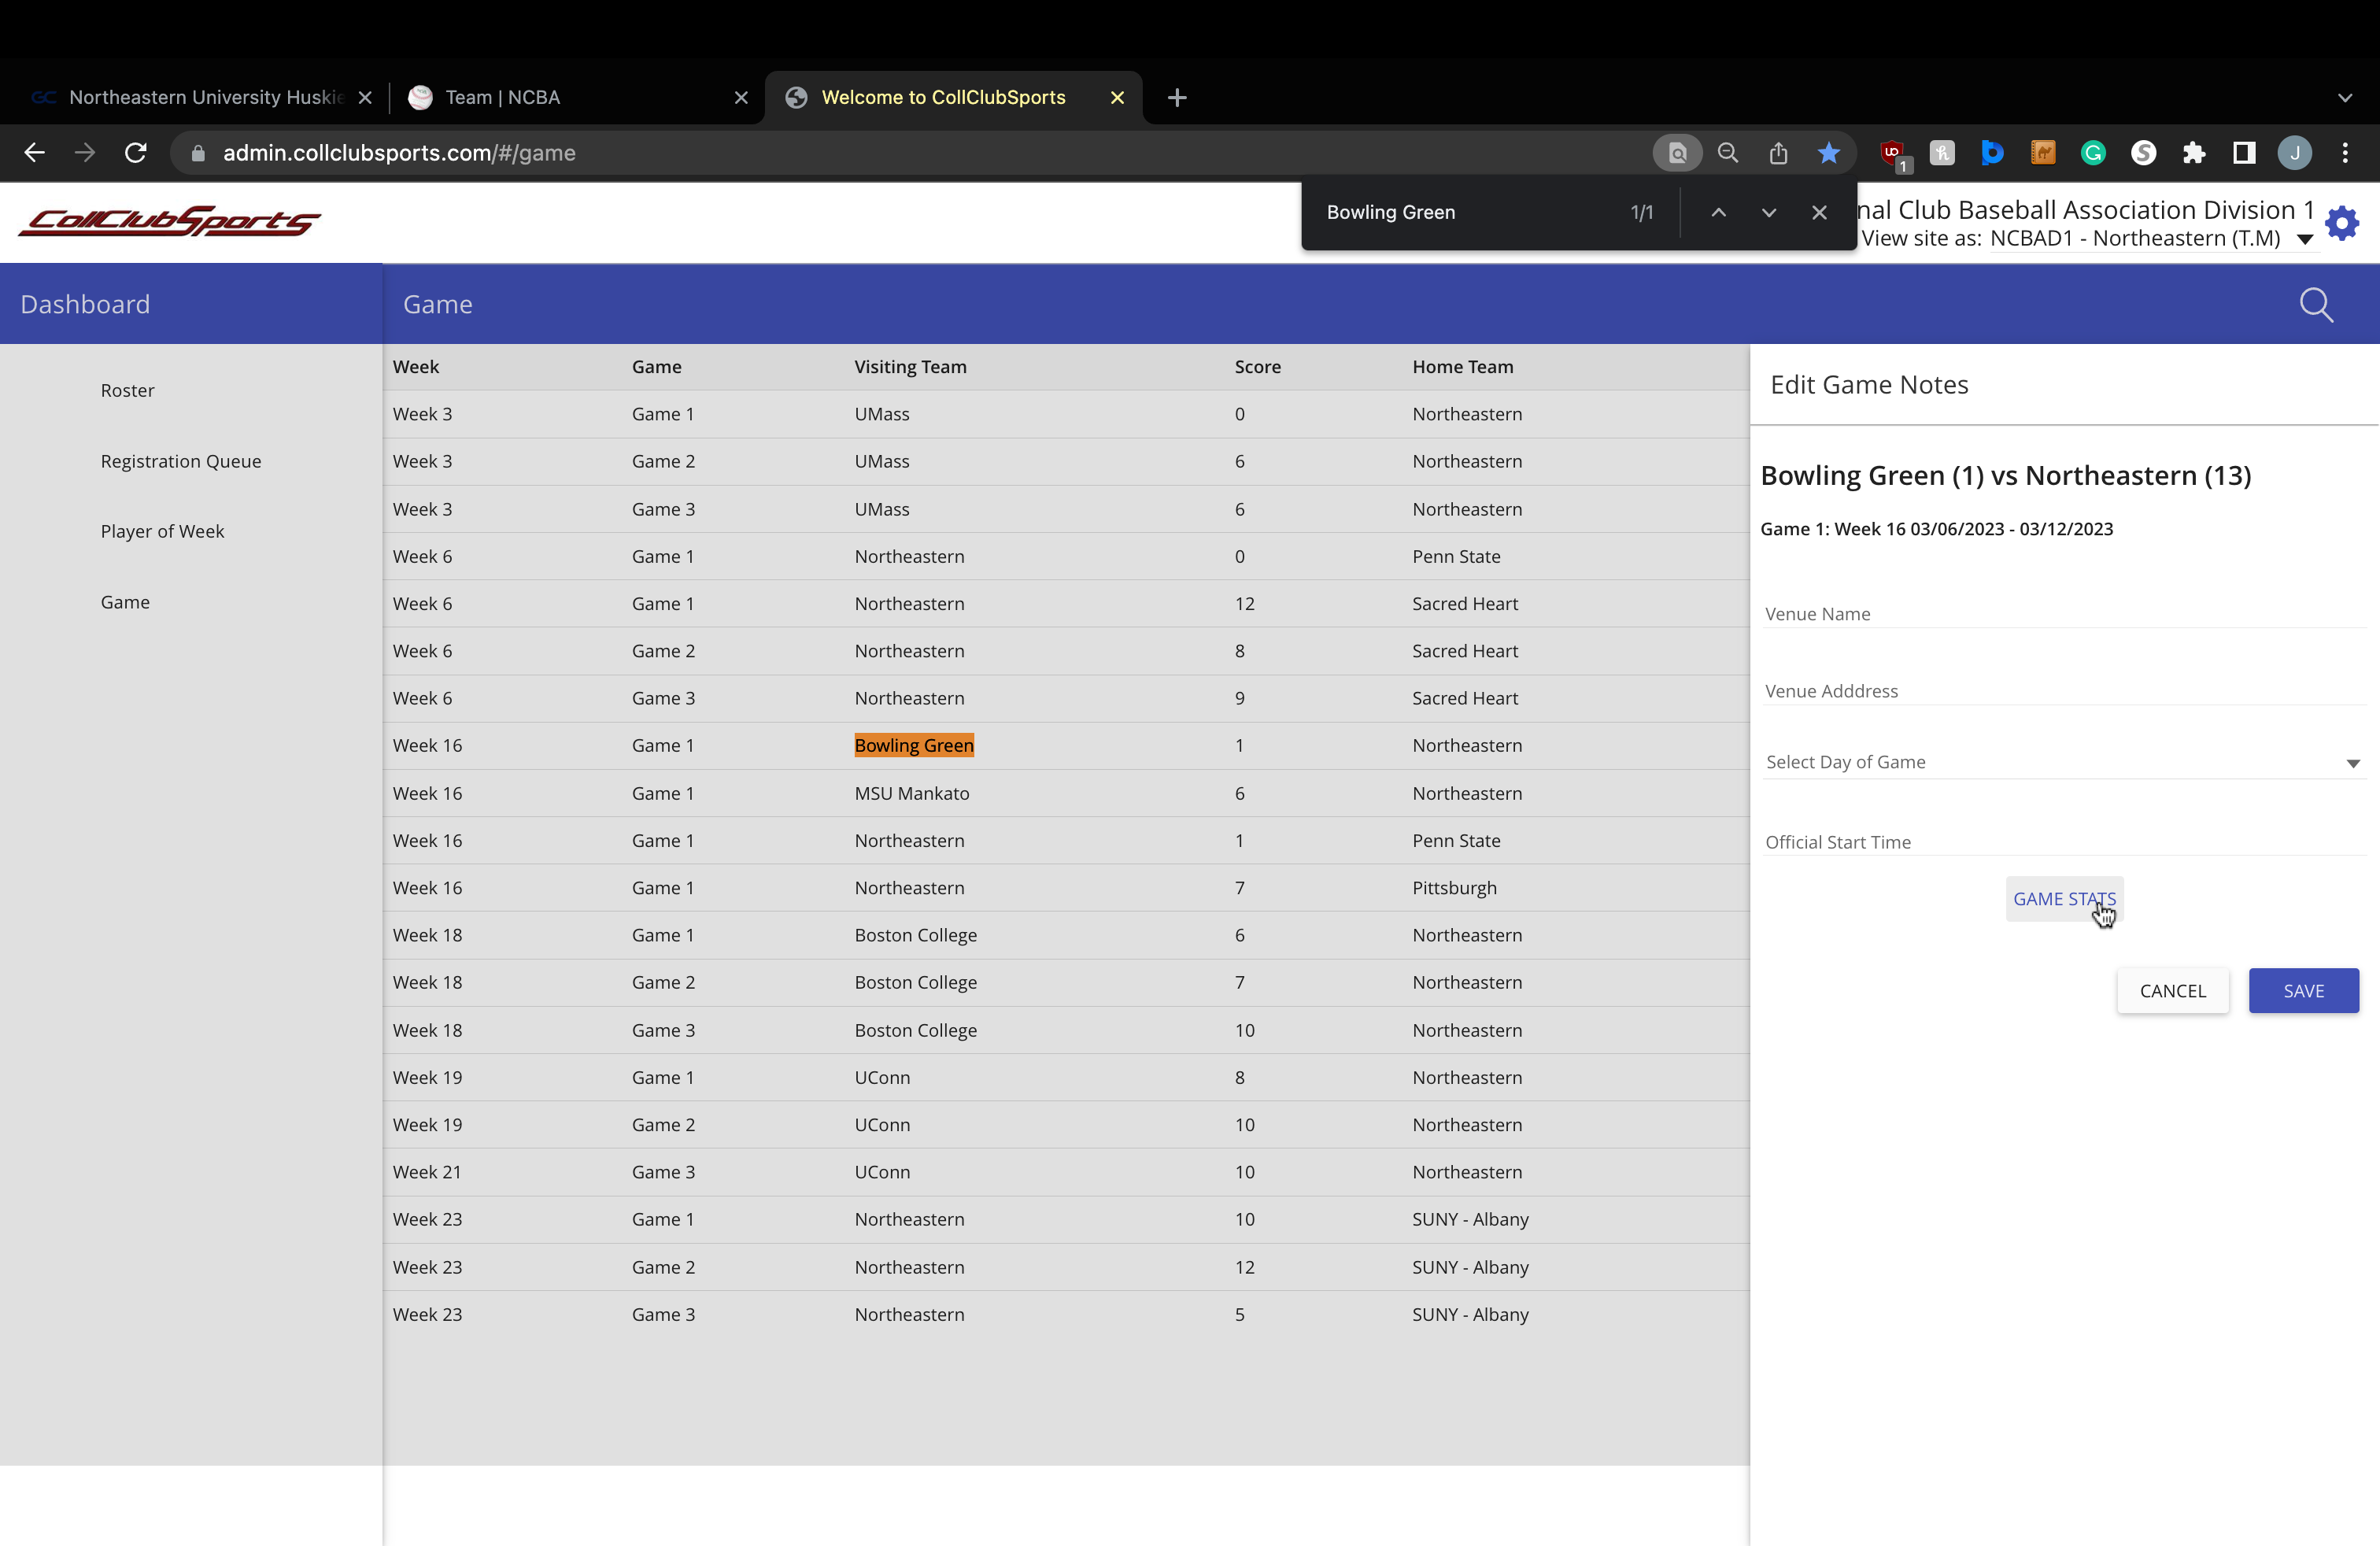 GC Northeastern University Huskie
Team | NCBA
Welcome to CollClubSports
admin.collclubsports.com/#/game
1
J
Bowling Green 1/1
CollClubSports
nal Club Baseball Association Division 1
View site as: NCBAD1 - Northeastern (T.M)
Dashboard
Game
Roster
Registration Queue
Player of Week
Game
Week Game Visiting Team Score Home Team
Week 3 Game 1 UMass 0 Northeastern
Week 3 Game 2 UMass 6 Northeastern
Week 3 Game 3 UMass 6 Northeastern
Week 6 Game 1 Northeastern 0 Penn State
Week 6 Game 1 Northeastern 12 Sacred Heart
Week 6 Game 2 Northeastern 8 Sacred Heart
Week 6 Game 3 Northeastern 9 Sacred Heart
Week 16 Game 1 Bowling Green 1 Northeastern
Week 16 Game 1 MSU Mankato 6 Northeastern
Week 16 Game 1 Northeastern 1 Penn State
Week 16 Game 1 Northeastern 7 Pittsburgh
Week 18 Game 1 Boston College 6 Northeastern
Week 18 Game 2 Boston College 7 Northeastern
Week 18 Game 3 Boston College 10 Northeastern
Week 19 Game 1 UConn 8 Northeastern
Week 19 Game 2 UConn 10 Northeastern
Week 21 Game 3 UConn 10 Northeastern
Week 23 Game 1 Northeastern 10 SUNY - Albany
Week 23 Game 2 Northeastern 12 SUNY - Albany
Week 23 Game 3 Northeastern 5 SUNY - Albany
Edit Game Notes
Bowling Green (1) vs Northeastern (13)
Game 1: Week 16 03/06/2023 - 03/12/2023
Venue Name
Venue Adddress
Select Day of Game
Official Start Time
GAME STATS
CANCEL SAVE